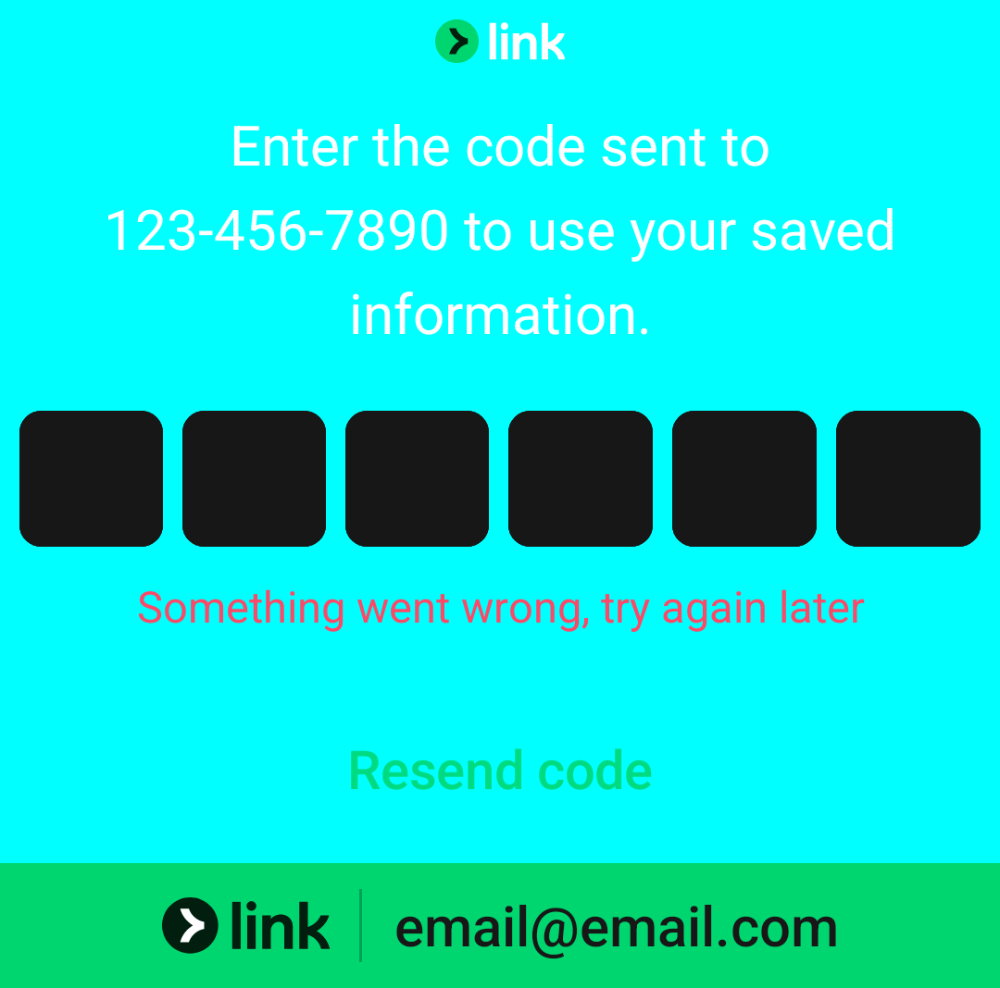 link
Enter the code sent to
123-456-7890 to use your saved
information.
Something went wrong, try again later
Resend code
link
email@email.com